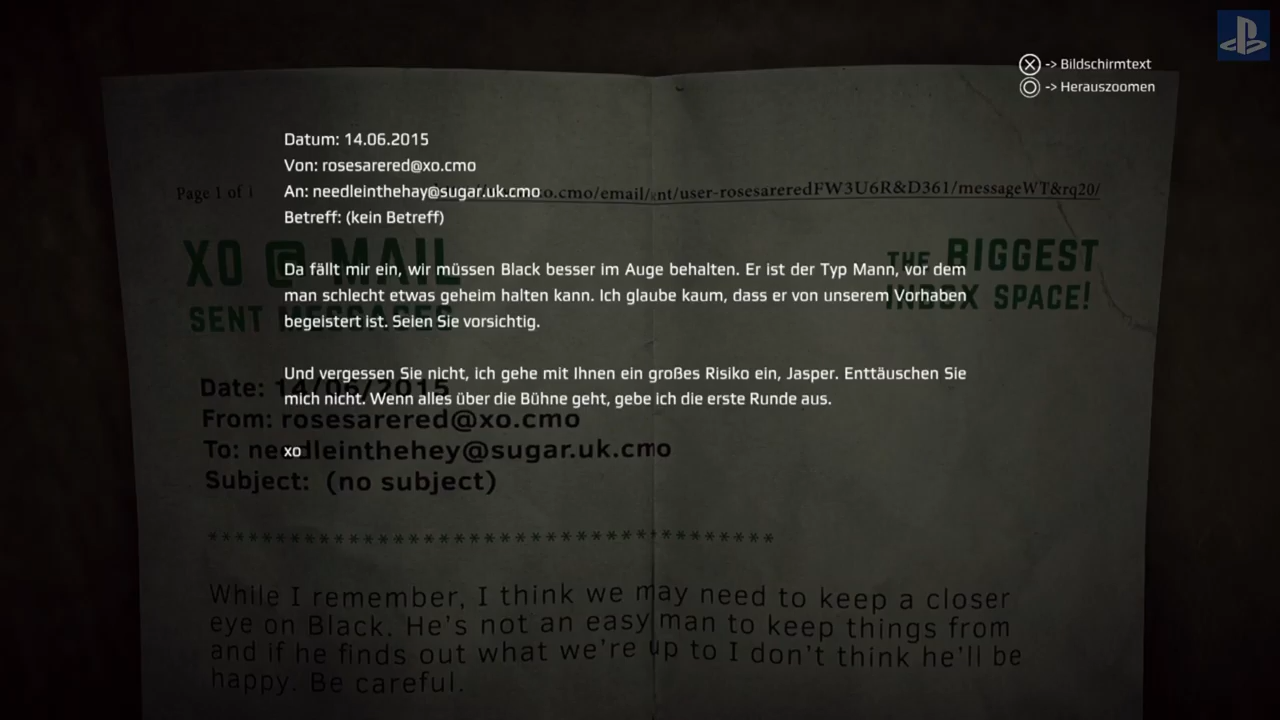 -> Bildschirmtext
-> Herauszoomen
Datum: 14.06.2015
Von: rosesarered@xo.cmo
Page 1 of 1
An: needleinthehay@sugar.uk.cmo
o.cmo/email/ent/user-rosesareredFW3U6R&D361/messageWT&rq20/
Betreff: (kein Betreff)
XO @ MAIL
THE BIGGEST
INBOX SPACE!
SENT MESSAGES
Da fällt mir ein, wir müssen Black besser im Auge behalten. Er ist der Typ Mann, vor dem
man schlecht etwas geheim halten kann. Ich glaube kaum, dass er von unserem Vorhaben
begeistert ist. Seien Sie vorsichtig.
Und vergessen Sie nicht, ich gehe mit Ihnen ein großes Risiko ein, Jasper. Enttäuschen Sie
mich nicht. Wenn alles über die Bühne geht, gebe ich die erste Runde aus.
xo
Date: 14/06/2015
From: rosesarered@xo.cmo
To: needleinthehey@sugar.uk.cmo
Subject: (no subject)
******************************************
While I remember, I think we may need to keep a closer
eye on Black. He's not an easy man to keep things from
and if he finds out what we're up to I don't think he'll be
happy. Be careful.